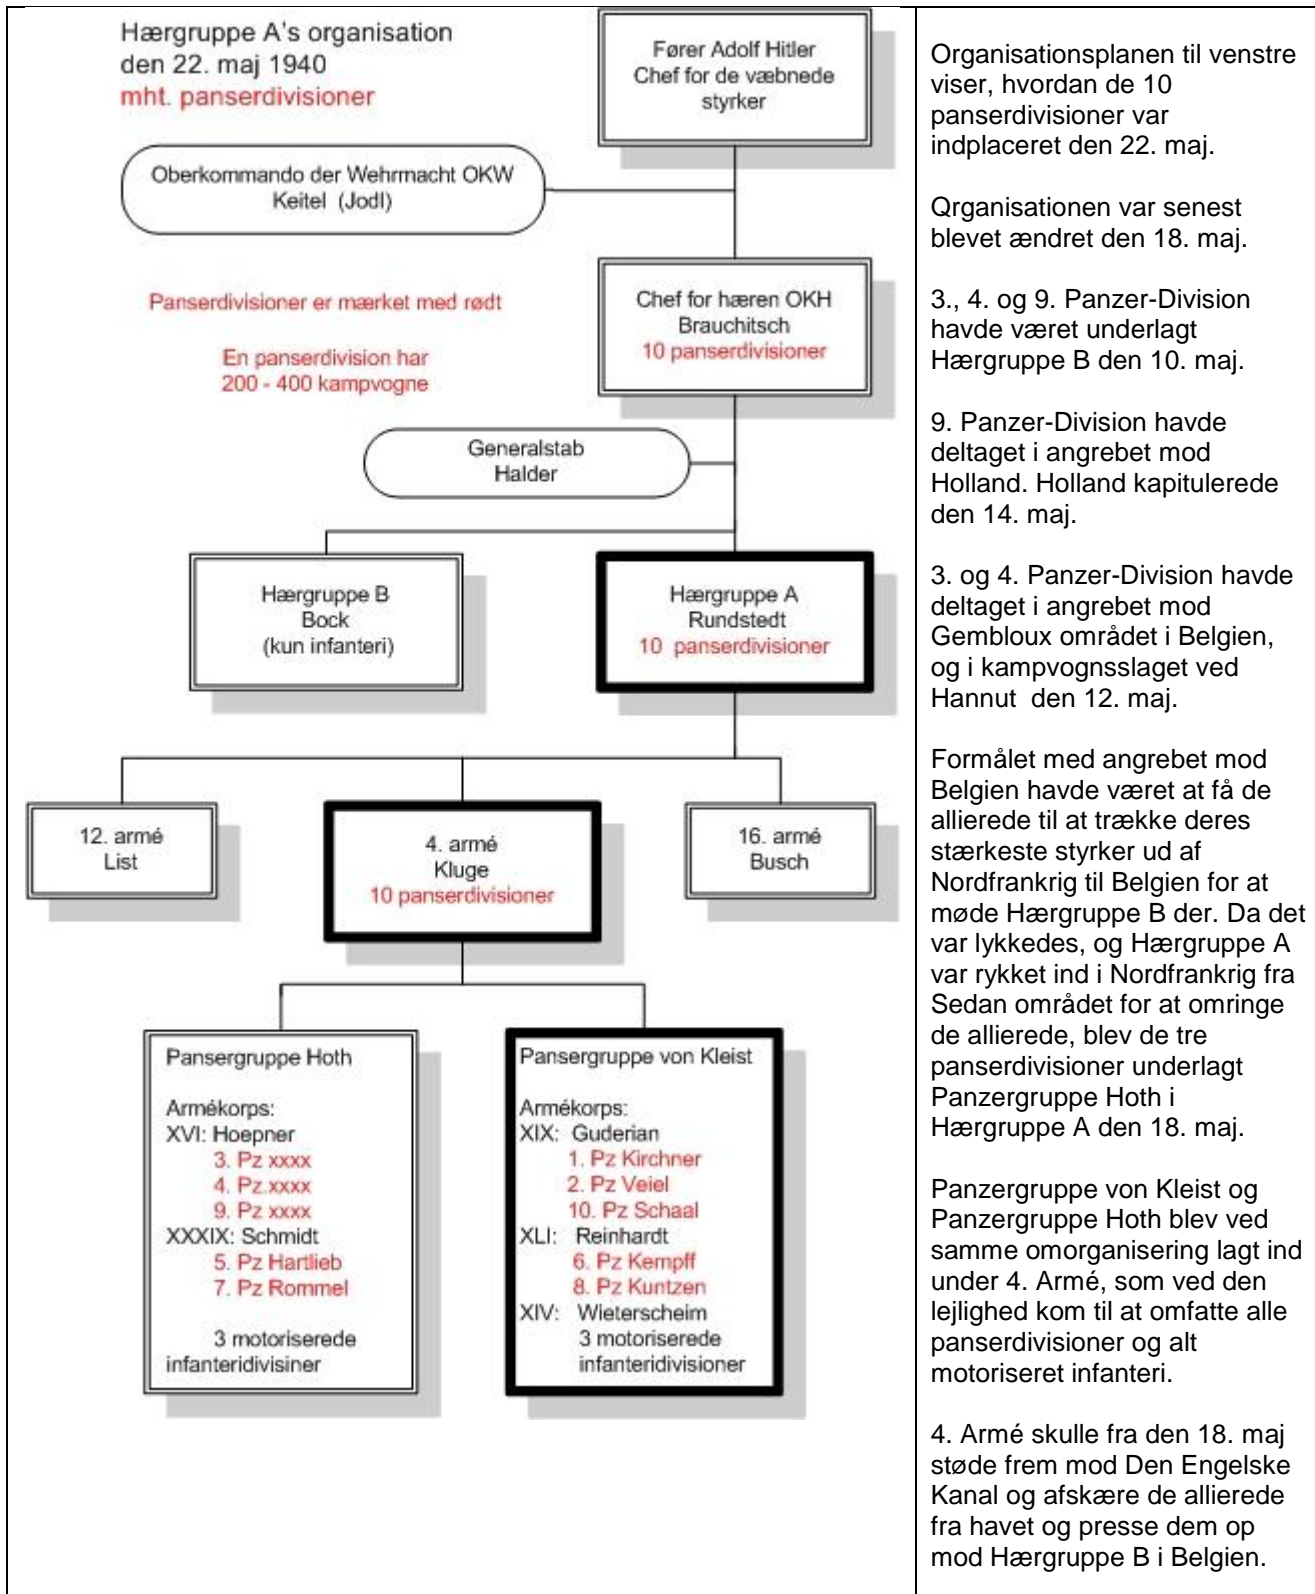 Hærgruppe A's organisation
den 22. maj 1940
mht. panserdivisioner
Fører Adolf Hitler
Chef for de væbnede
styrker
Oberkommando der Wehrmacht OKW
Keitel (Jodl)
Panserdivisioner er mærket med rødt
En panserdivision har
200 - 400 kampvogne
Chef for hæren OKH
Brauchitsch
10 panserdivisioner
Generalstab
Halder
Hærgruppe B
Bock
(kun infanteri)
Hærgruppe A
Rundstedt
10 panserdivisioner
12. armé
List
4. armé
Kluge
10 panserdivisioner
16. armé
Busch
Pansergruppe Hoth
Armékorps:
XVI: Hoepner
3. Pz xxxx
4. Pz.xxxx
9. Pz xxxx
XXXIX: Schmidt
5. Pz Hartlieb
7. Pz Rommel
3 motoriserede
infanteridivisiner
Pansergruppe von Kleist
Armékorps:
XIX: Guderian
1. Pz Kirchner
2. Pz Veiel
10. Pz Schaal
XLI: Reinhardt
6. Pz Kempff
8. Pz Kuntzen
XIV: Wieterscheim
3 motoriserede
infanteridivisioner
Organisationsplanen til venstre
viser, hvordan de 10
panserdivisioner var
indplaceret den 22. maj.
Qrganisationen var senest
blevet ændret den 18. maj.
3., 4. og 9. Panzer-Division
havde været underlagt
Hærgruppe B den 10. maj.
9. Panzer-Division havde
deltaget i angrebet mod
Holland. Holland kapitulerede
den 14. maj.
3. og 4. Panzer-Division havde
deltaget i angrebet mod
Gembloux området i Belgien,
og i kampvognsslaget ved
Hannut den 12. maj.
Formålet med angrebet mod
Belgien havde været at få de
allierede til at trække deres
stærkeste styrker ud af
Nordfrankrig til Belgien for at
møde Hærgruppe B der. Da det
var lykkedes, og Hærgruppe A
var rykket ind i Nordfrankrig fra
Sedan området for at omringe
de allierede, blev de tre
panserdivisioner underlagt
Panzergruppe Hoth i
Hærgruppe A den 18. maj.
Panzergruppe von Kleist og
Panzergruppe Hoth blev ved
samme omorganisering lagt ind
under 4. Armé, som ved den
lejlighed kom til at omfatte alle
panserdivisioner og alt
motoriseret infanteri.
4. Armé skulle fra den 18. maj
støde frem mod Den Engelske
Kanal og afskære de allierede
fra havet og presse dem op
mod Hærgruppe B i Belgien.